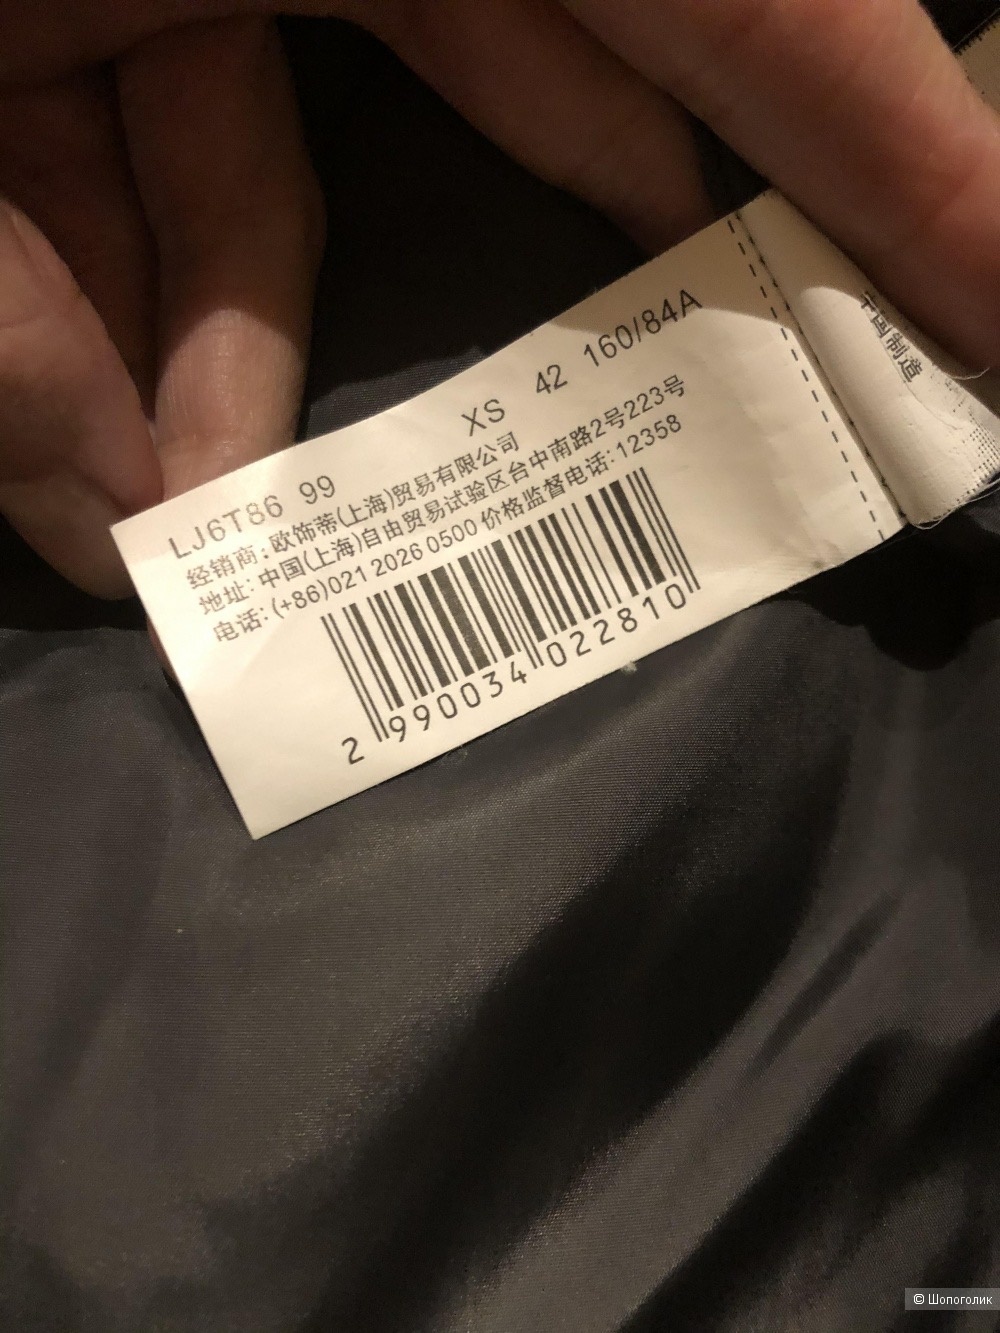 XS 42 160/84A
LJ6T86 99
经销商: 欧饰蒂(上海)贸易有限公司
地址: 中国(上海)自由贸易试验区台中南路2号223号
电话: (+86)021 2026 0500 价格监督电话:12358
2 990034 022810
中国制造
© Шопоголик